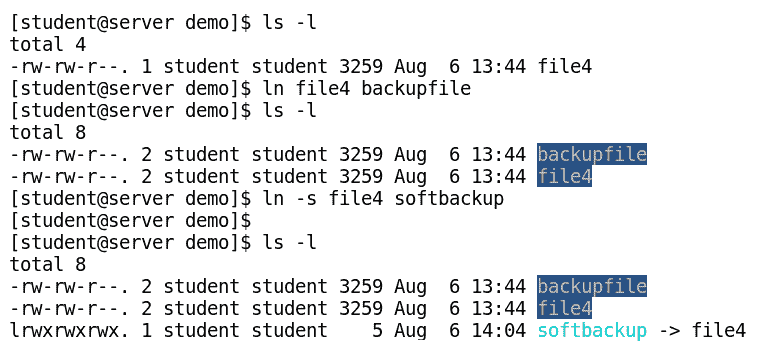 [student@server demo]$ ls -l
total 4
-rw-rw-r--. 1 student student 3259 Aug  6 13:44 file4
[student@server demo]$ ln file4 backupfile
[student@server demo]$ ls -l
total 8
-rw-rw-r--. 2 student student 3259 Aug  6 13:44 backupfile
-rw-rw-r--. 2 student student 3259 Aug  6 13:44 file4
[student@server demo]$ ln -s file4 softbackup
[student@server demo]$
[student@server demo]$ ls -l
total 8
-rw-rw-r--. 2 student student 3259 Aug  6 13:44 backupfile
-rw-rw-r--. 2 student student 3259 Aug  6 13:44 file4
lrwxrwxrwx. 1 student student    5 Aug  6 14:04 softbackup -> file4